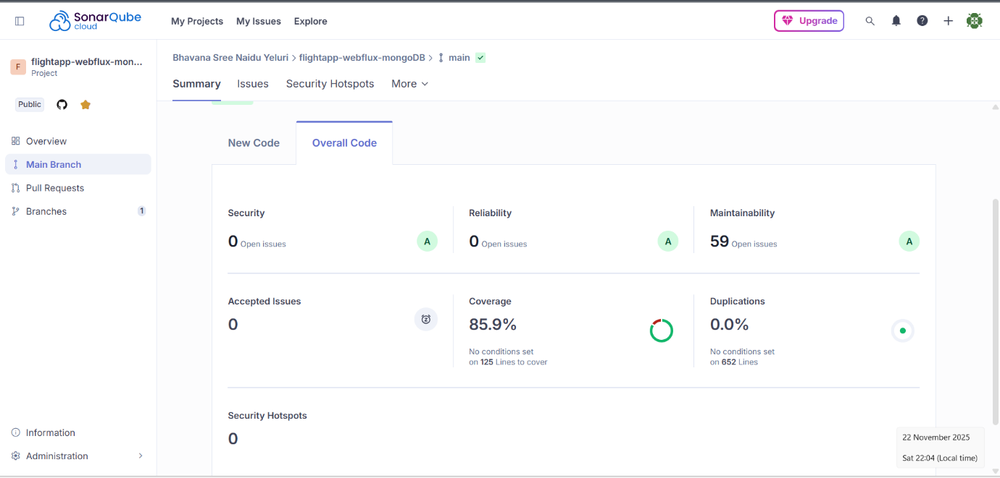 SonarQube
cloud
My Projects
My Issues
Explore
Upgrade
F
flightapp-webflux-mon...
Project
Public
Overview
Main Branch
Pull Requests
Branches
1
Information
Administration
Bhavana Sree Naidu Yeluri > flightapp-webflux-mongoDB > main
Summary
Issues
Security Hotspots
More
New Code
Overall Code
Security
0 Open issues
A
Reliability
0 Open issues
A
Maintainability
59 Open issues
A
Accepted Issues
0
Coverage
85.9%
No conditions set
on 125 Lines to cover
Duplications
0.0%
No conditions set
on 652 Lines
Security Hotspots
0
22 November 2025
Sat 22:04 (Local time)